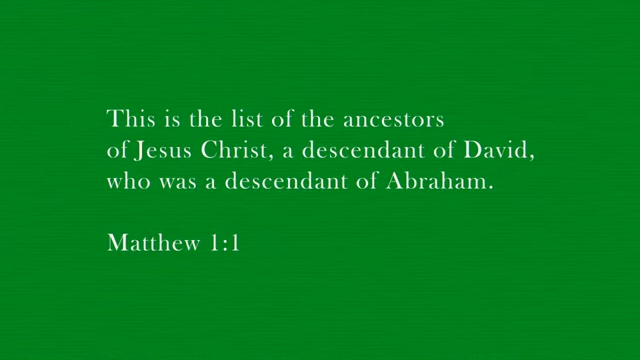 This is the list of the ancestors
of Jesus Christ, a descendant of David,
who was a descendant of Abraham.
Matthew 1:1